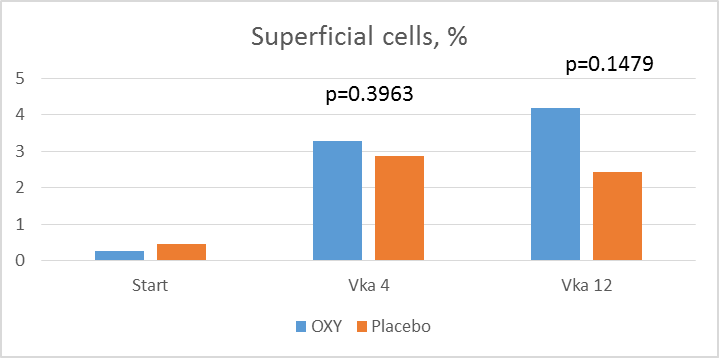 Superficial cells, %
p=0.1479
p=0.3963
5
4
3
2
1
0
Start Vka 4 Vka 12
OXY Placebo